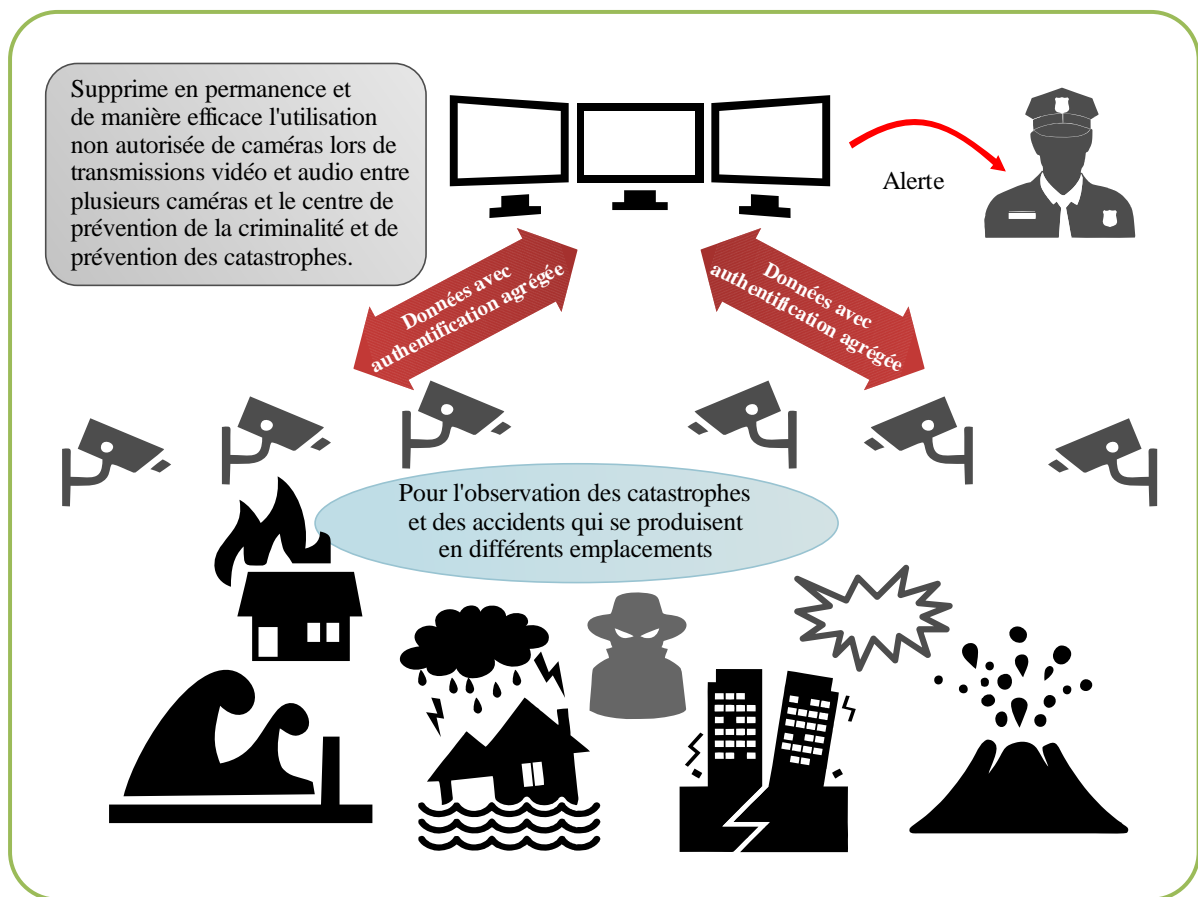 Supprime en permanence et
de manière efficace l'utilisation
non autorisée de caméras lors de
transmissions vidéo et audio entre
plusieurs caméras et le centre de
prévention de la criminalité et de
prévention des catastrophes.
Alerte
Données avec
authentification agrégée
Données avec
authentification agrégée
Pour l'observation des catastrophes
et des accidents qui se produisent
en différents emplacements